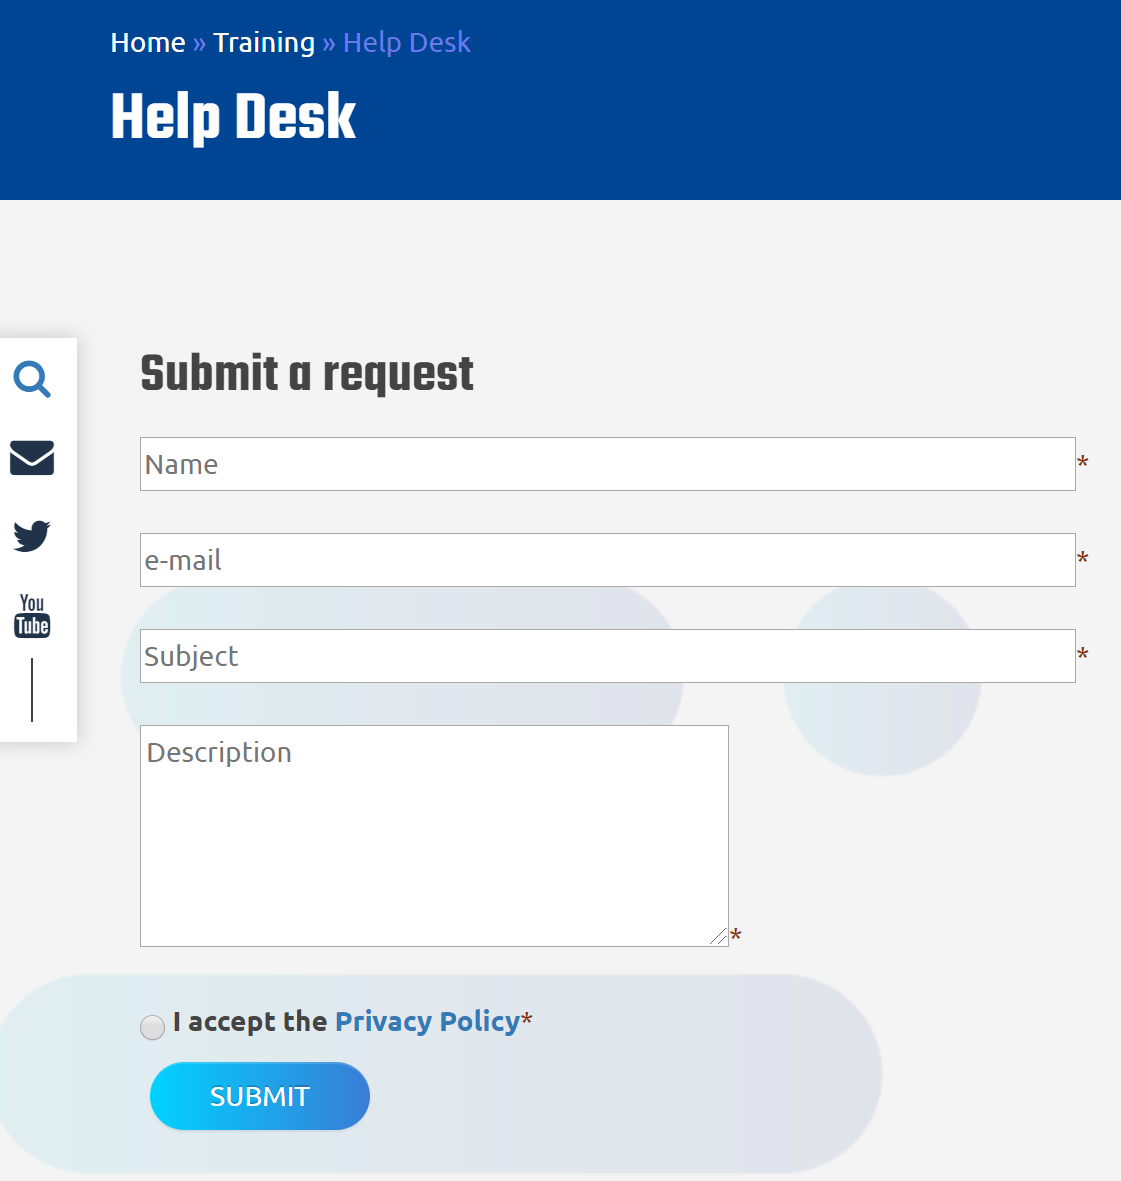 Home » Training » Help Desk
Help Desk
Submit a request
Name *
e-mail *
You
Tube
Subject *
Description
*
I accept the Privacy Policy*
SUBMIT